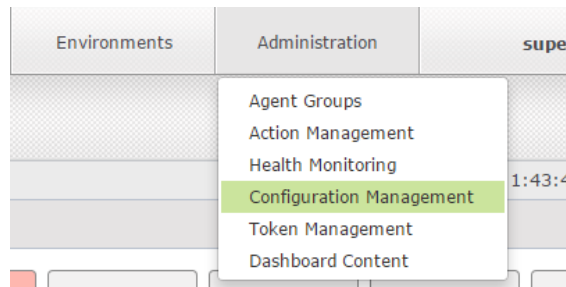 Environments Administration supe
Agent Groups
Action Management
Health Monitoring
1:43:4
Configuration Management
Token Management
Dashboard Content